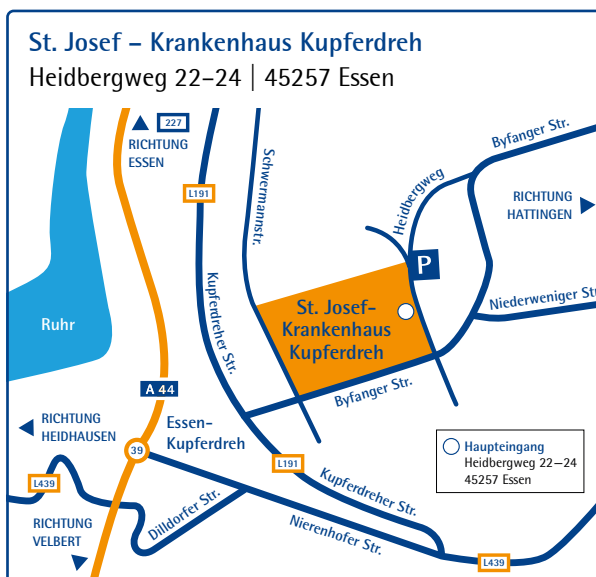 St. Josef – Krankenhaus Kupferdreh
Heidbergweg 22–24 | 45257 Essen
227
RICHTUNG
ESSEN
Byfanger Str.
Schwermannstr.
Heidbergweg
L191
RICHTUNG
HATTINGEN
P
Kupferdreher Str.
St. Josef-
Krankenhaus
Kupferdreh
Niederweniger Str
Ruhr
A 44
Byfanger Str.
RICHTUNG
HEIDHAUSEN
Essen-
Kupferdreh
39
Haupteingang
Heidbergweg 22–24
45257 Essen
L191
L439
Kupferdreher Str.
Dilldorfer Str.
Nierenhofer Str.
RICHTUNG
VELBERT
L439